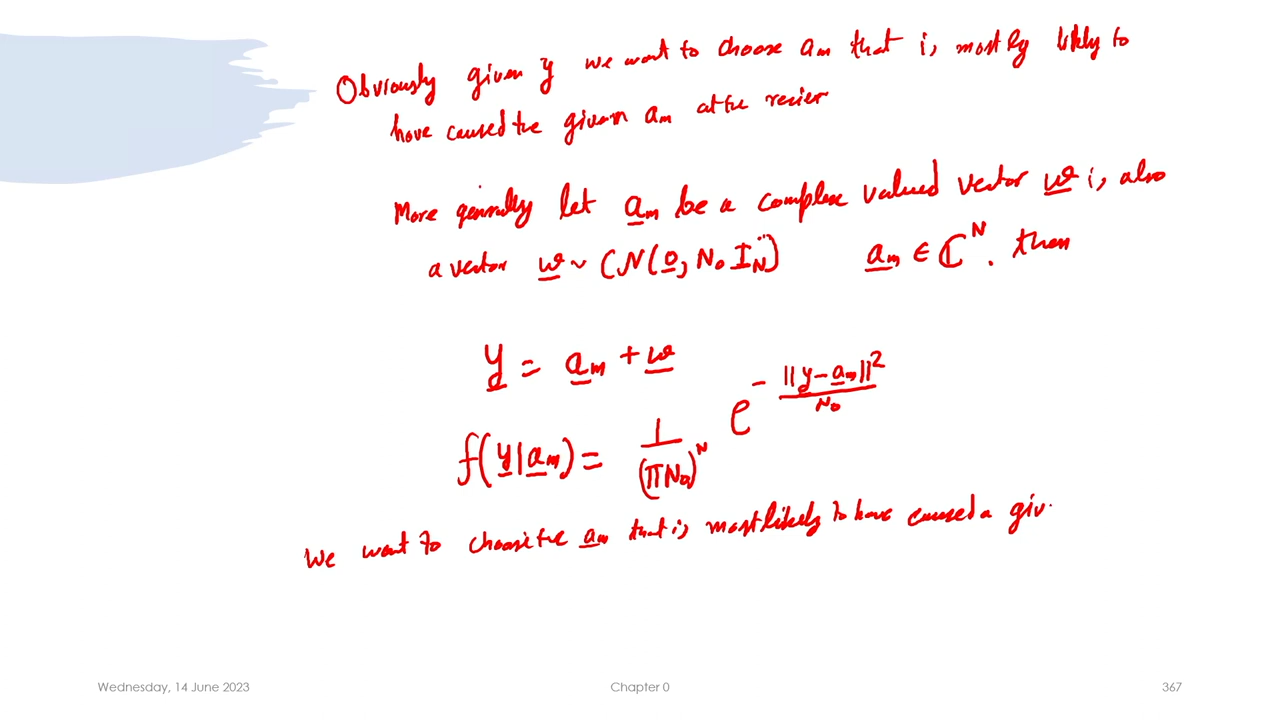 Obviously given y we want to choose am that is mostly likely to
have caused the given am at the reciever
More generally let am be a complex valued vector w is also
a vector w ~ CN(0, N0 IN) am ∈ ℂ^N. then
y = am + w
f(y|am) = 1/(πN0)^N e^(-||y-am||^2/N0)
We want to choose the am that is most likely to have caused a giv
Wednesday, 14 June 2023 Chapter 0 367